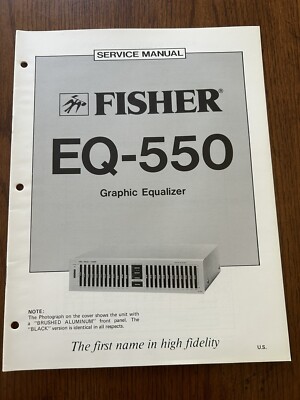 SERVICE MANUAL
FISHER®
EQ-550
Graphic Equalizer
NOTE:
The Photograph on the cover shows the unit with
a "BRUSHED ALUMINUM" front panel. The
"BLACK" version is identical in all respects.
The first name in high fidelity
U.S.